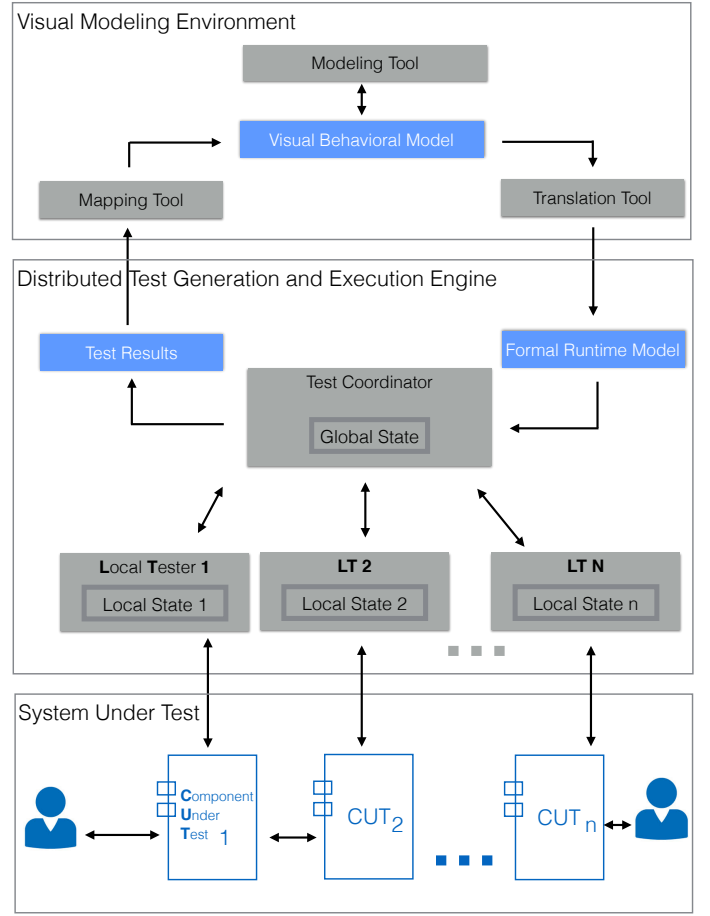 Visual Modeling Environment
Modeling Tool
Visual Behavioral Model
Mapping Tool
Translation Tool
Distributed Test Generation and Execution Engine
Test Results
Formal Runtime Model
Test Coordinator
Global State
Local Tester 1
Local State 1
LT 2
Local State 2
LT N
Local State n
System Under Test
Component
Under
Test 1
CUT2
CUT n